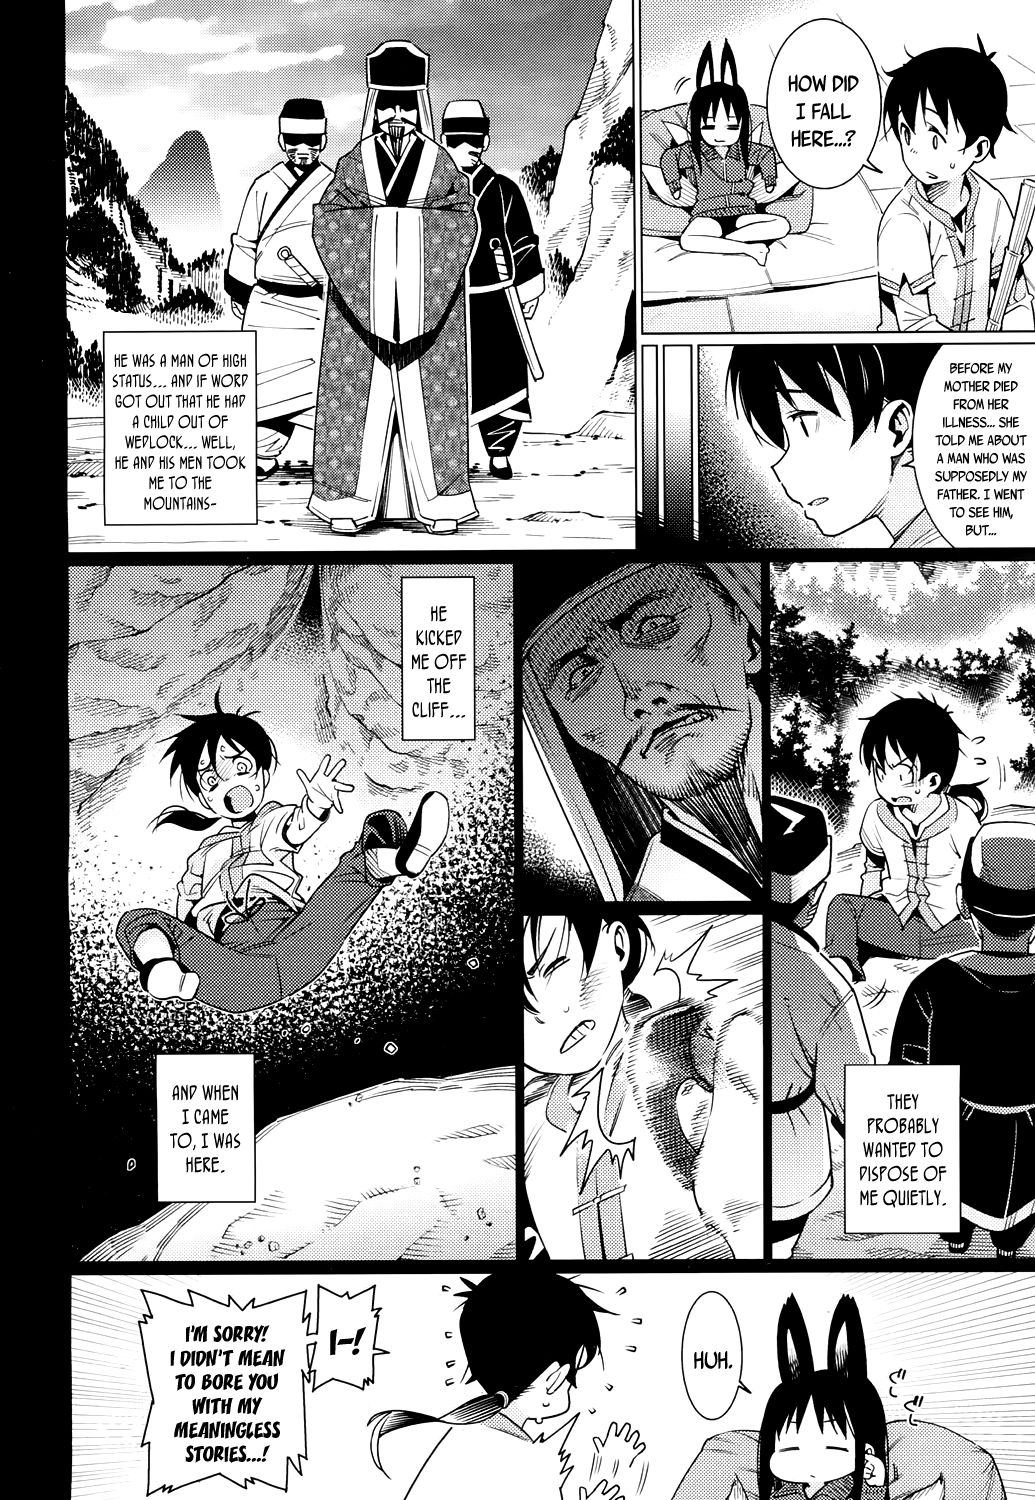 HOW DID
I FALL
HERE...?
BEFORE MY
MOTHER DIED
FROM HER
ILLNESS... SHE
TOLD ME ABOUT
A MAN WHO WAS
SUPPOSEDLY MY
FATHER. I WENT
TO SEE HIM,
BUT...
HE WAS A MAN OF HIGH
STATUS... AND IF WORD
GOT OUT THAT HE HAD
A CHILD OUT OF
WEDLOCK... WELL,
HE AND HIS MEN TOOK
ME TO THE
MOUNTAINS-
THEY
PROBABLY
WANTED TO
DISPOSE OF
ME QUIETLY.
HE
KICKED
ME OFF
THE
CLIFF...
AND WHEN
I CAME
TO, I WAS
HERE.
HUH.
I-!
I'M SORRY!
I DIDN'T MEAN
TO BORE YOU
WITH MY
MEANINGLESS
STORIES...!